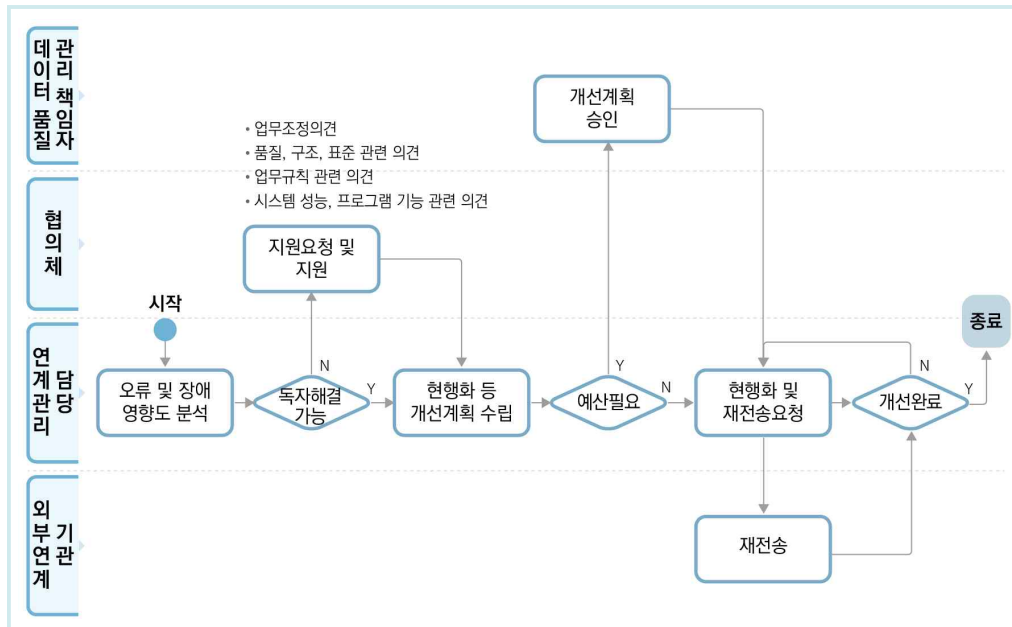 데이터 품질
관리 책임자
개선계획
승인
• 업무조정의견
• 품질, 구조, 표준 관련 의견
• 업무규칙 관련 의견
• 시스템 성능, 프로그램 기능 관련 의견
협의체
지원요청 및
지원
시작
종료
연계관리
담당
오류 및 장애
영향도 분석
독자해결
가능
N
Y
현행화 등
개선계획 수립
예산필요
Y
N
현행화 및
재전송요청
개선완료
N
Y
외부연계
기관
재전송